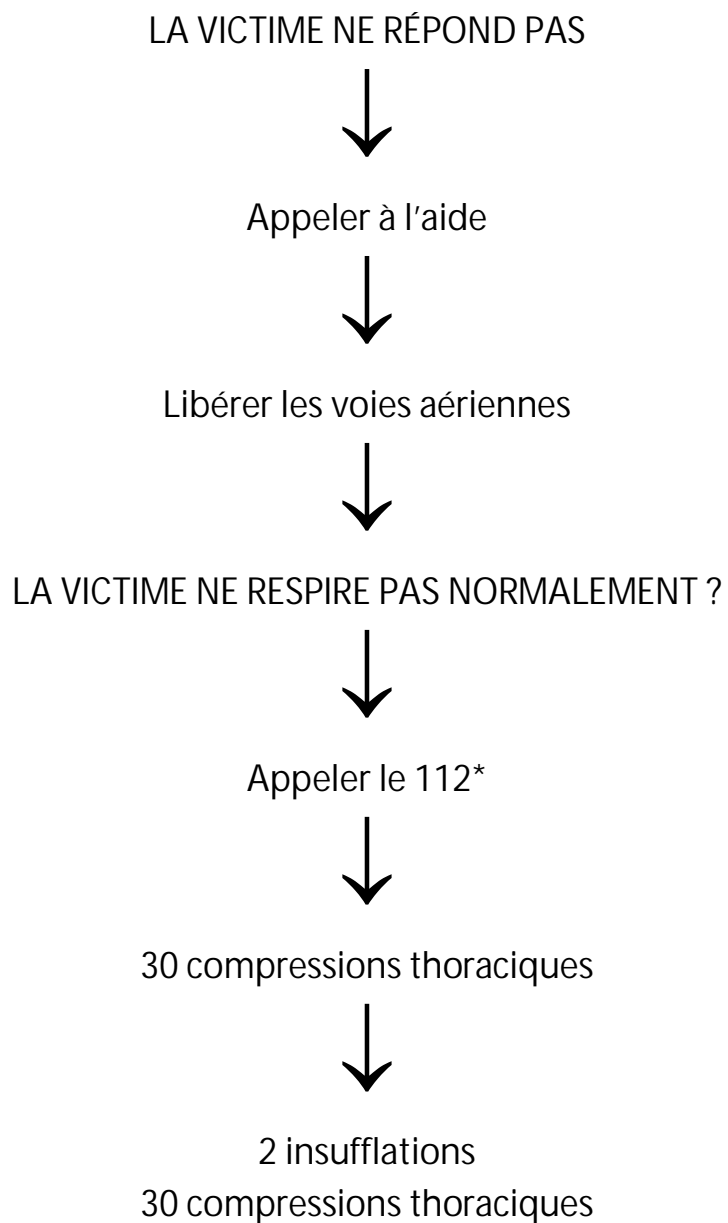 LA VICTIME NE RÉPOND PAS
Appeler à l'aide
Libérer les voies aériennes
LA VICTIME NE RESPIRE PAS NORMALEMENT ?
Appeler le 112*
30 compressions thoraciques
2 insufflations
30 compressions thoraciques